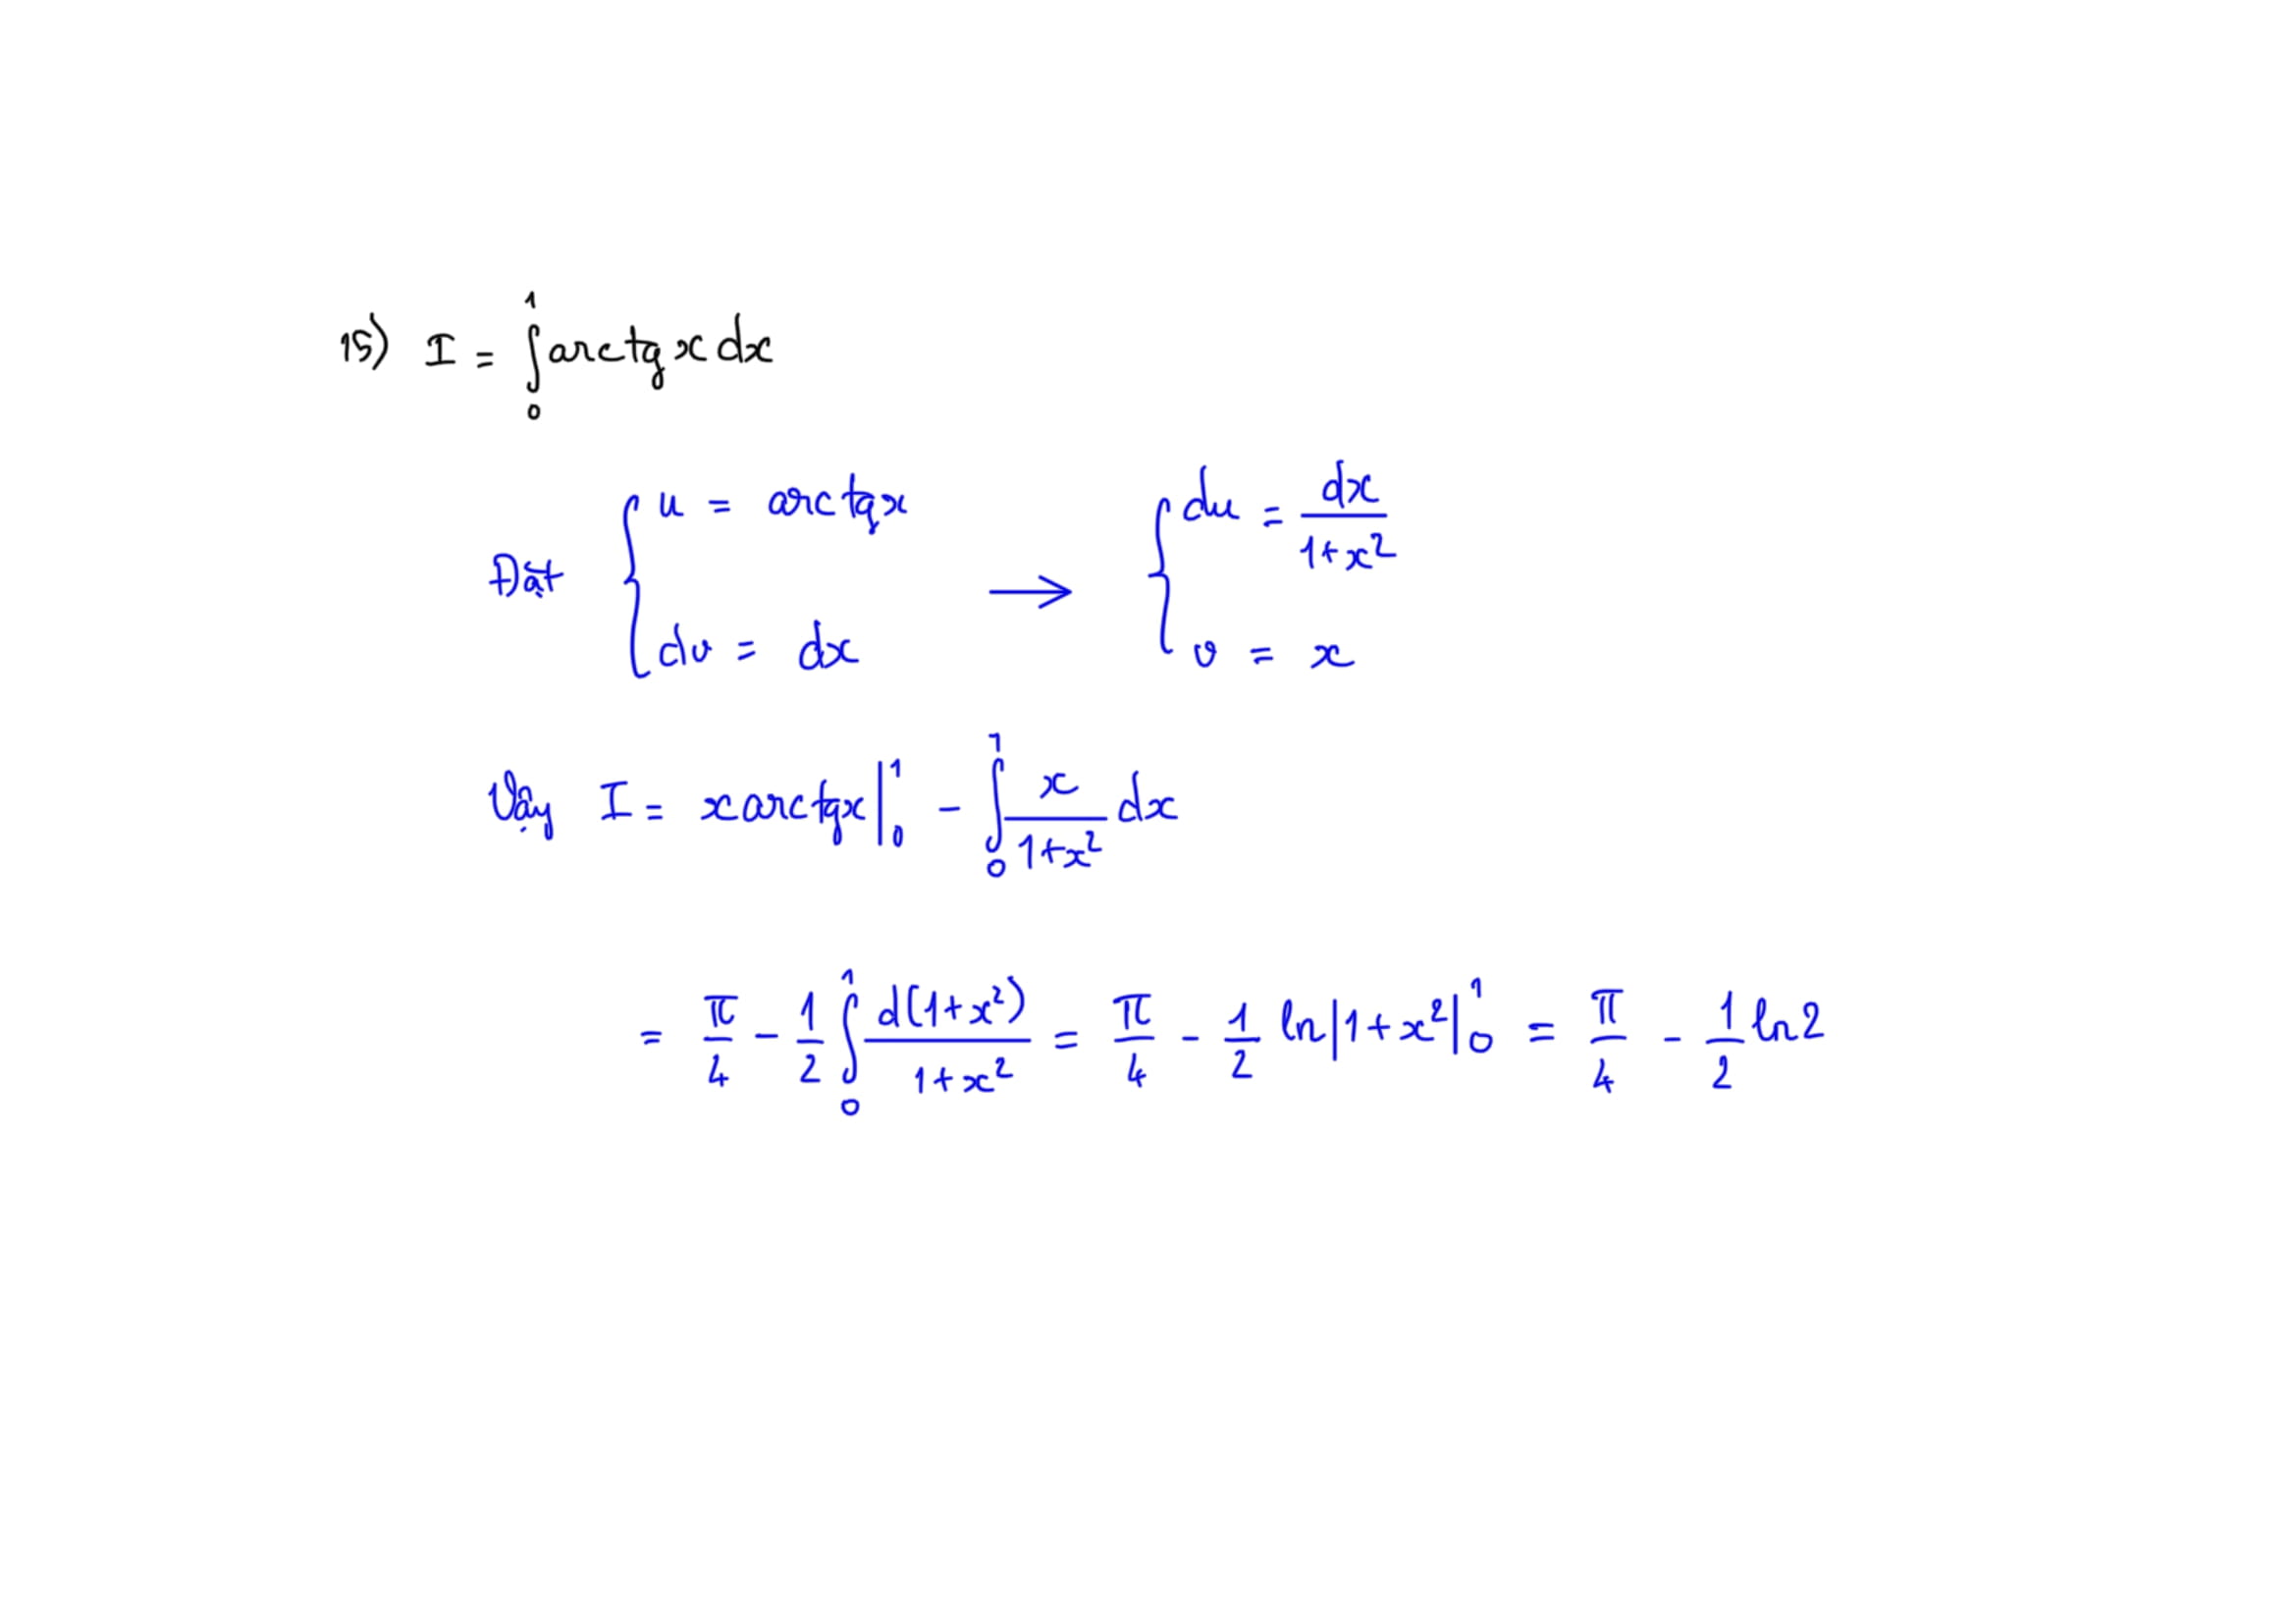 15) I = ∫₀¹ arctg x dx
Đặt { u = arctgx ; dv = dx → { du = dx/(1+x²) ; v = x
Vậy I = x arctgx |₀¹ - ∫₀¹ x/(1+x²) dx
= π/4 - 1/2 ∫₀¹ d(1+x²)/(1+x²) = π/4 - 1/2 ln|1+x²| ₀¹ = π/4 - 1/2 ln2